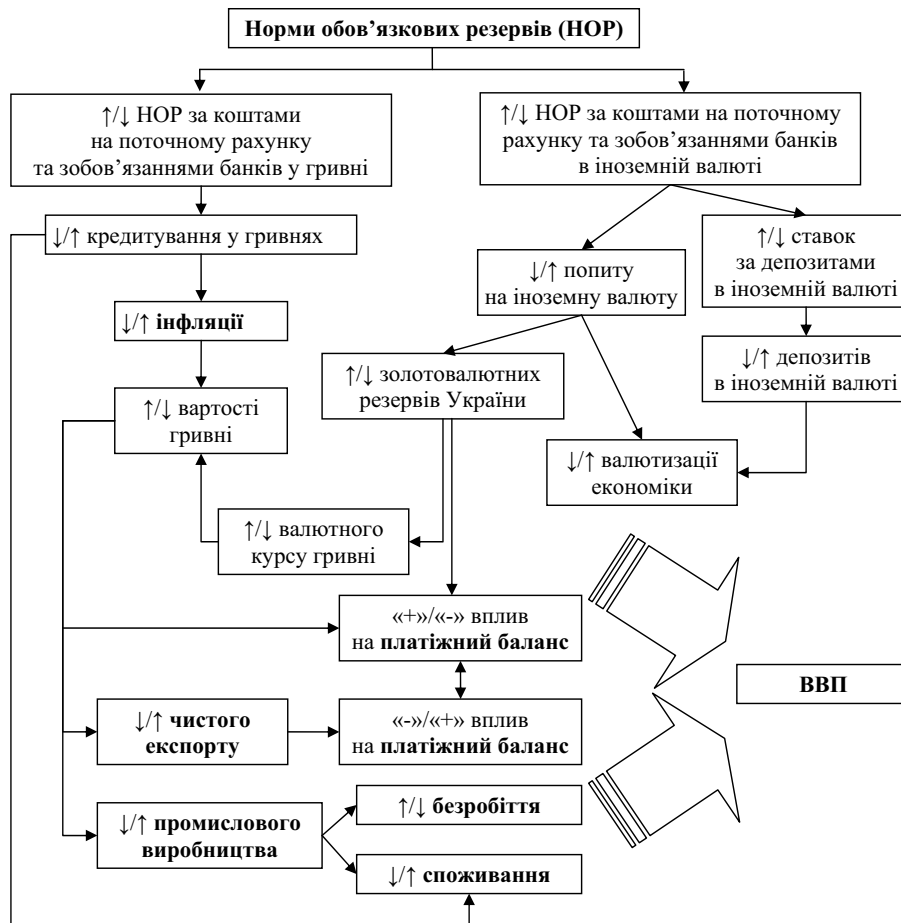 Норми обов’язкових резервів (НОР)
↑/↓ НОР за коштами
на поточному рахунку
та зобов’язаннями банків у гривні
↑/↓ НОР за коштами на поточному
рахунку та зобов’язаннями банків
в іноземній валюті
↓/↑ кредитування у гривнях
↓/↑ попиту
на іноземну валюту
↑/↓ ставок
за депозитами
в іноземній валюті
↓/↑ інфляції
↑/↓ золотовалютних
резервів України
↓/↑ депозитів
в іноземній валюті
↑/↓ вартості
гривні
↓/↑ валютизації
економіки
↑/↓ валютного
курсу гривні
«+»/«-» вплив
на платіжний баланс
ВВП
↓/↑ чистого
експорту
«-»/«+» вплив
на платіжний баланс
↓/↑ промислового
виробництва
↑/↓ безробіття
↓/↑ споживання